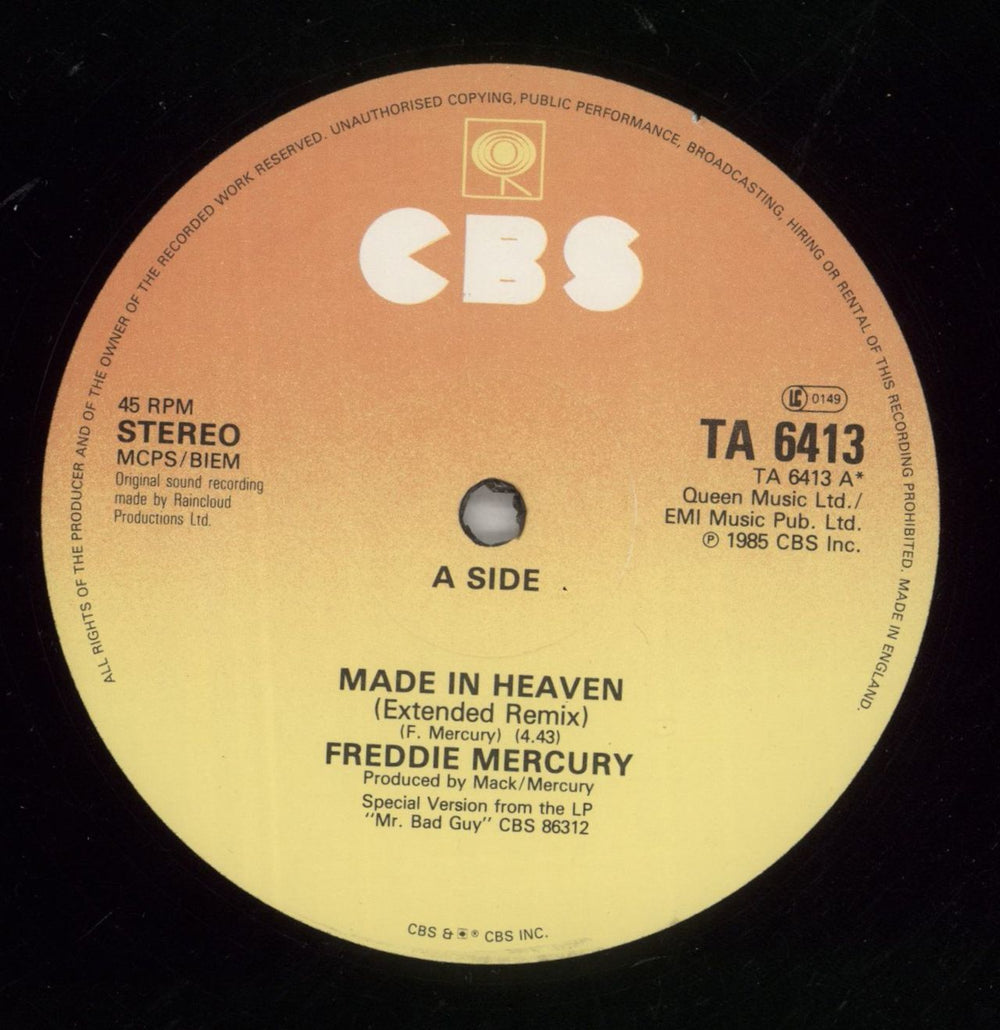 ALL RIGHTS OF THE PRODUCER AND OF THE OWNER OF THE RECORDED WORK RESERVED. UNAUTHORISED COPYING, PUBLIC PERFORMANCE, BROADCASTING, HIRING OR RENTAL OF THIS RECORDING PROHIBITED. MADE IN ENGLAND.
CBS
45 RPM
STEREO
MCPS/BIEM
Original sound recording
made by Raincloud
Productions Ltd.
LC 0149
TA 6413
TA 6413 A*
Queen Music Ltd./
EMI Music Pub. Ltd.
℗ 1985 CBS Inc.
A SIDE
MADE IN HEAVEN
(Extended Remix)
(F. Mercury) (4.43)
FREDDIE MERCURY
Produced by Mack/Mercury
Special Version from the LP
"Mr. Bad Guy" CBS 86312
CBS & ® CBS INC.